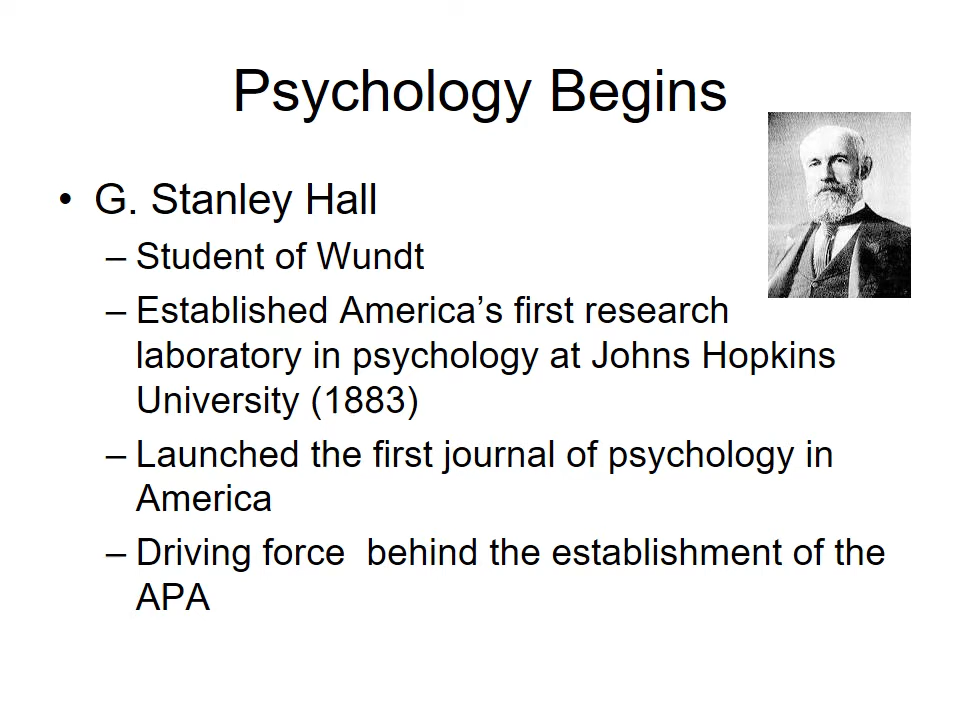 Psychology Begins
• G. Stanley Hall
– Student of Wundt
– Established America’s first research
laboratory in psychology at Johns Hopkins
University (1883)
– Launched the first journal of psychology in
America
– Driving force  behind the establishment of the
APA